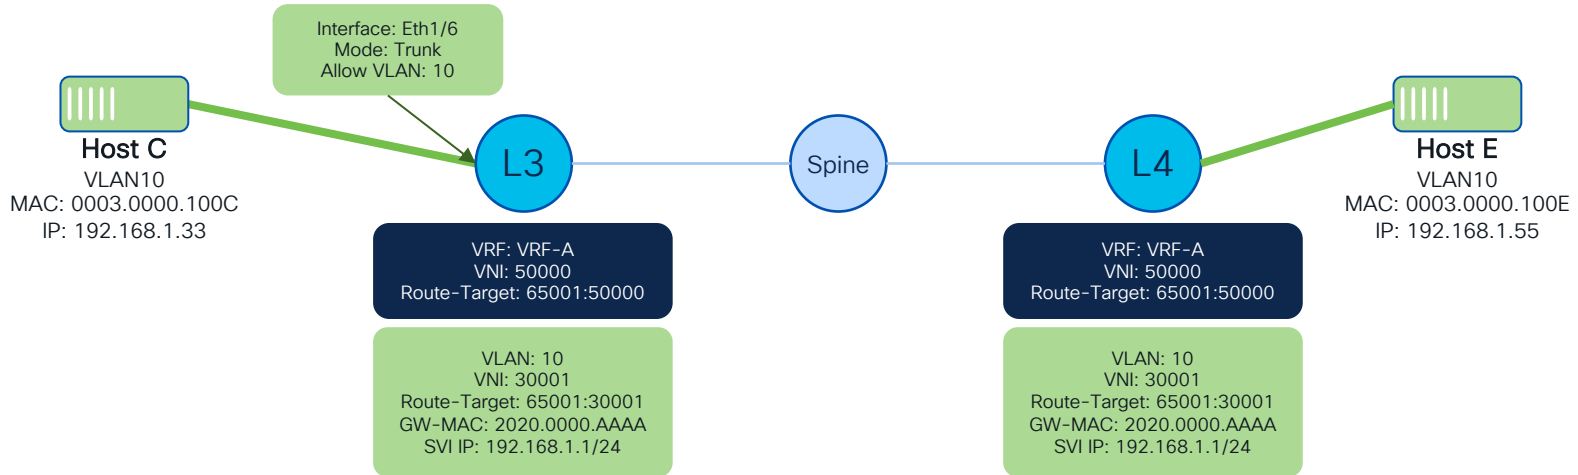 Interface: Eth1/6
Mode: Trunk
Allow VLAN: 10
Host C
VLAN10
MAC: 0003.0000.100C
IP: 192.168.1.33
L3
Spine
L4
Host E
VLAN10
MAC: 0003.0000.100E
IP: 192.168.1.55
VRF: VRF-A
VNI: 50000
Route-Target: 65001:50000
VRF: VRF-A
VNI: 50000
Route-Target: 65001:50000
VLAN: 10
VNI: 30001
Route-Target: 65001:30001
GW-MAC: 2020.0000.AAAA
SVI IP: 192.168.1.1/24
VLAN: 10
VNI: 30001
Route-Target: 65001:30001
GW-MAC: 2020.0000.AAAA
SVI IP: 192.168.1.1/24